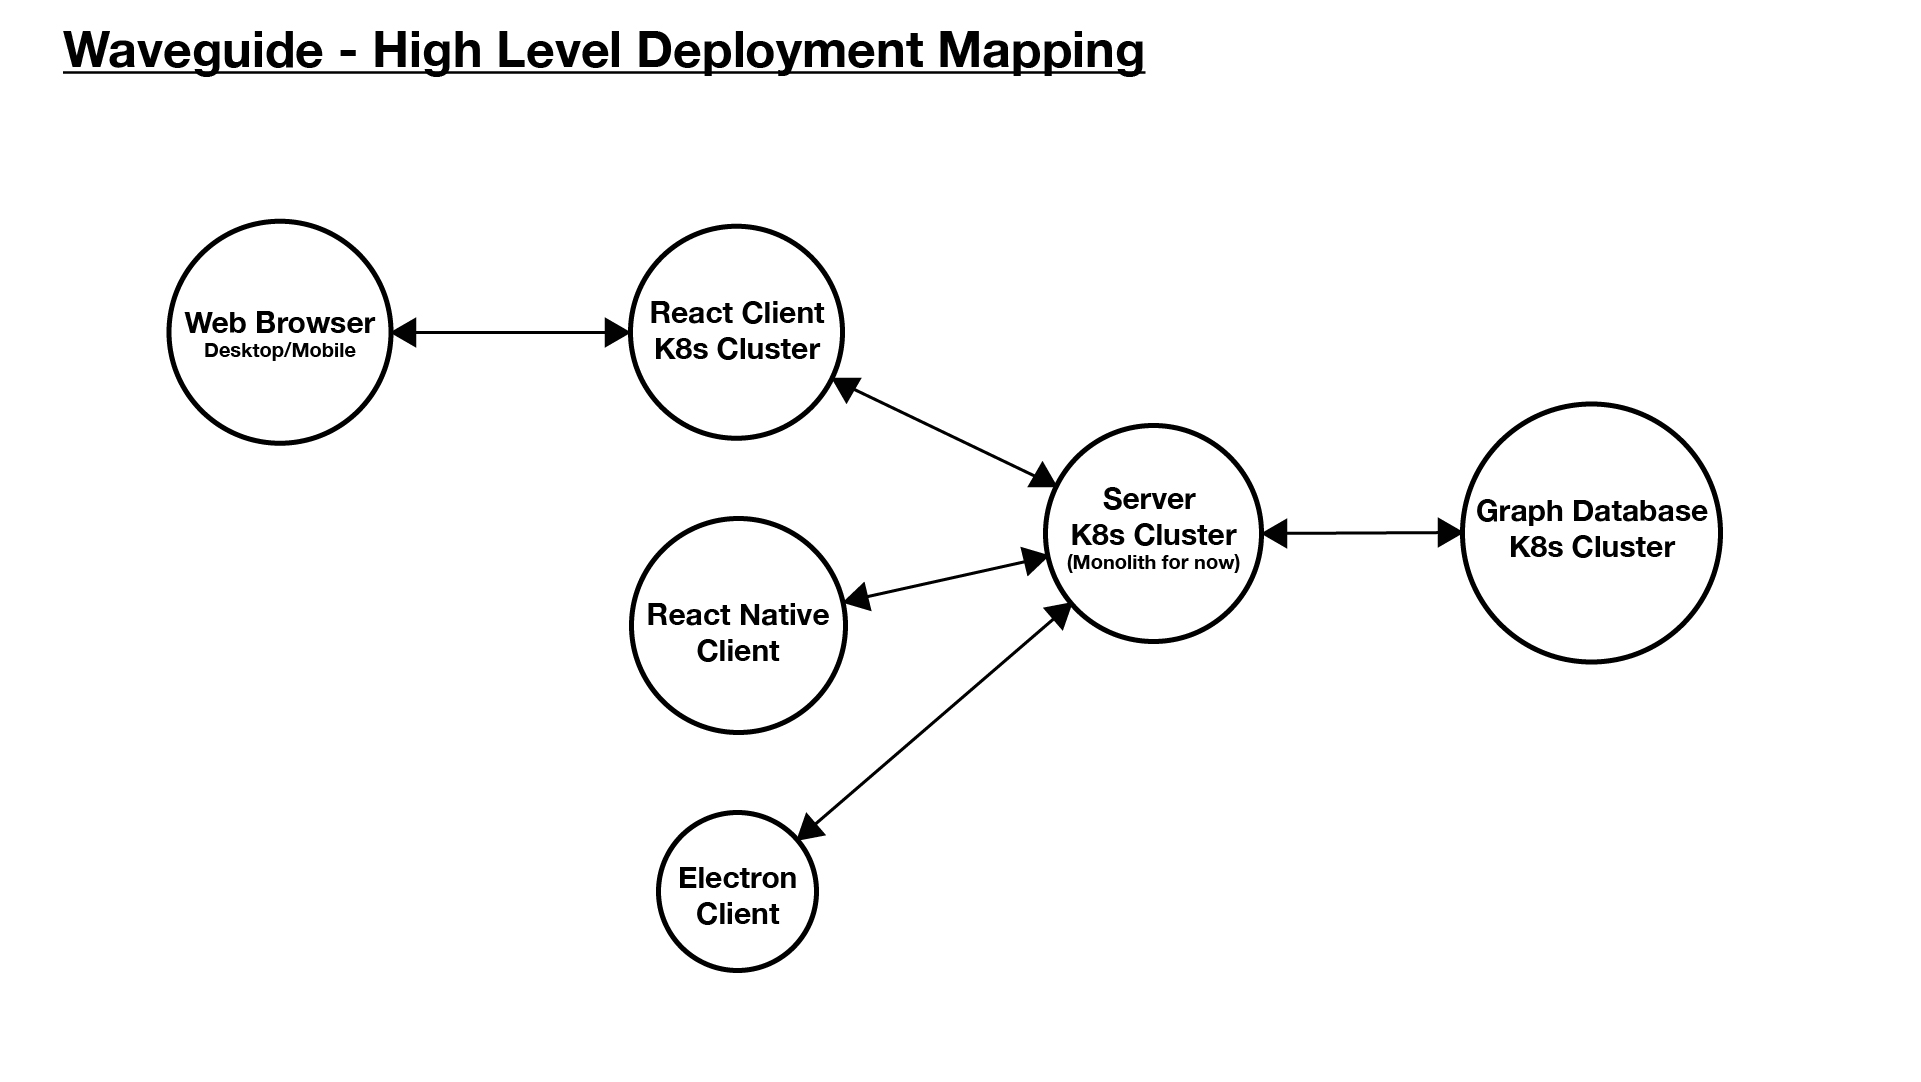 Waveguide - High Level Deployment Mapping
Web Browser
Desktop/Mobile
React Client
K8s Cluster
Server
K8s Cluster
(Monolith for now)
Graph Database
K8s Cluster
React Native
Client
Electron
Client